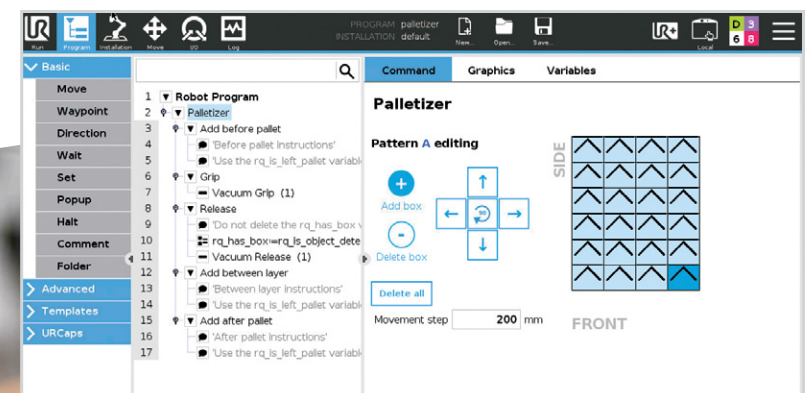 PROGRAM palletizer
INSTALLATION default
UR
Run Program Installation Move I/O Log New... Open... Save...
UR+
Local
D 3
6 8
Basic
Move
Waypoint
Direction
Wait
Set
Popup
Halt
Comment
Folder
Advanced
Templates
URCaps
1 Robot Program
2 Palletizer
3 Add before pallet
4 'Before pallet instructions'
5 'Use the rq_is_left_pallet variabl
6 Grip
7 Vacuum Grip (1)
8 Release
9 'Do not delete the rq_has_box v
10 rq_has_box≔rq_is_object_dete
11 Vacuum Release (1)
12 Add between layer
13 'Between layer instructions'
14 'Use the rq_is_left_pallet variabl
15 Add after pallet
16 'After pallet instructions'
17 'Use the rq_is_left_pallet variabl
Command Graphics Variables
Palletizer
Pattern A editing
Add box
90
Delete box
Delete all
Movement step 200 mm
SIDE
FRONT